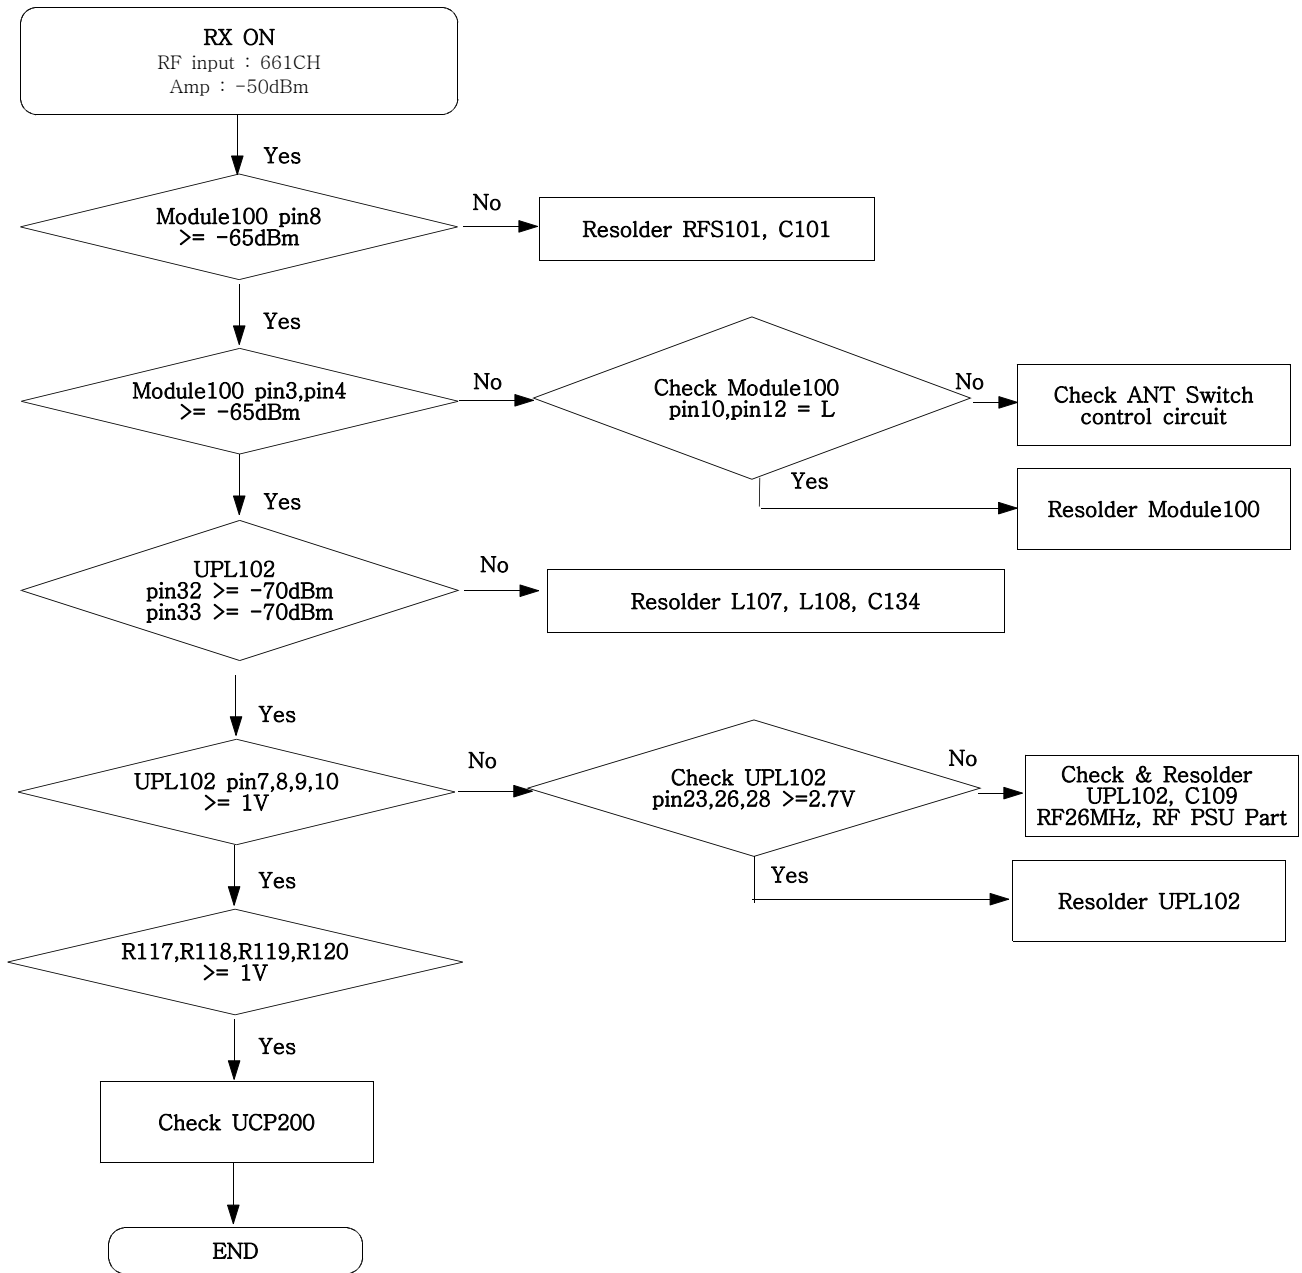 RX ON
RF input : 661CH
Amp : -50dBm
Yes
Module100 pin8
>= -65dBm
No
Resolder RFS101, C101
Yes
Module100 pin3,pin4
>= -65dBm
No
Check Module100
pin10,pin12 = L
No
Check ANT Switch
control circuit
Yes
Resolder Module100
Yes
UPL102
pin32 >= -70dBm
pin33 >= -70dBm
No
Resolder L107, L108, C134
Yes
UPL102 pin7,8,9,10
>= 1V
No
Check UPL102
pin23,26,28 >=2.7V
No
Check & Resolder
UPL102, C109
RF26MHz, RF PSU Part
Yes
Resolder UPL102
Yes
R117,R118,R119,R120
>= 1V
Yes
Check UCP200
END